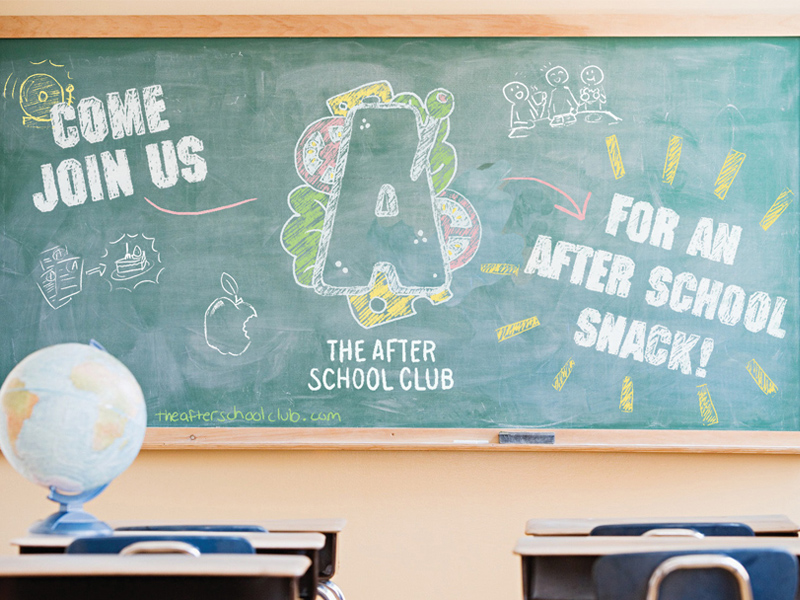 COME
JOIN US
A
THE AFTER
SCHOOL CLUB
theafterschoolclub.com
FOR AN
AFTER SCHOOL
SNACK!